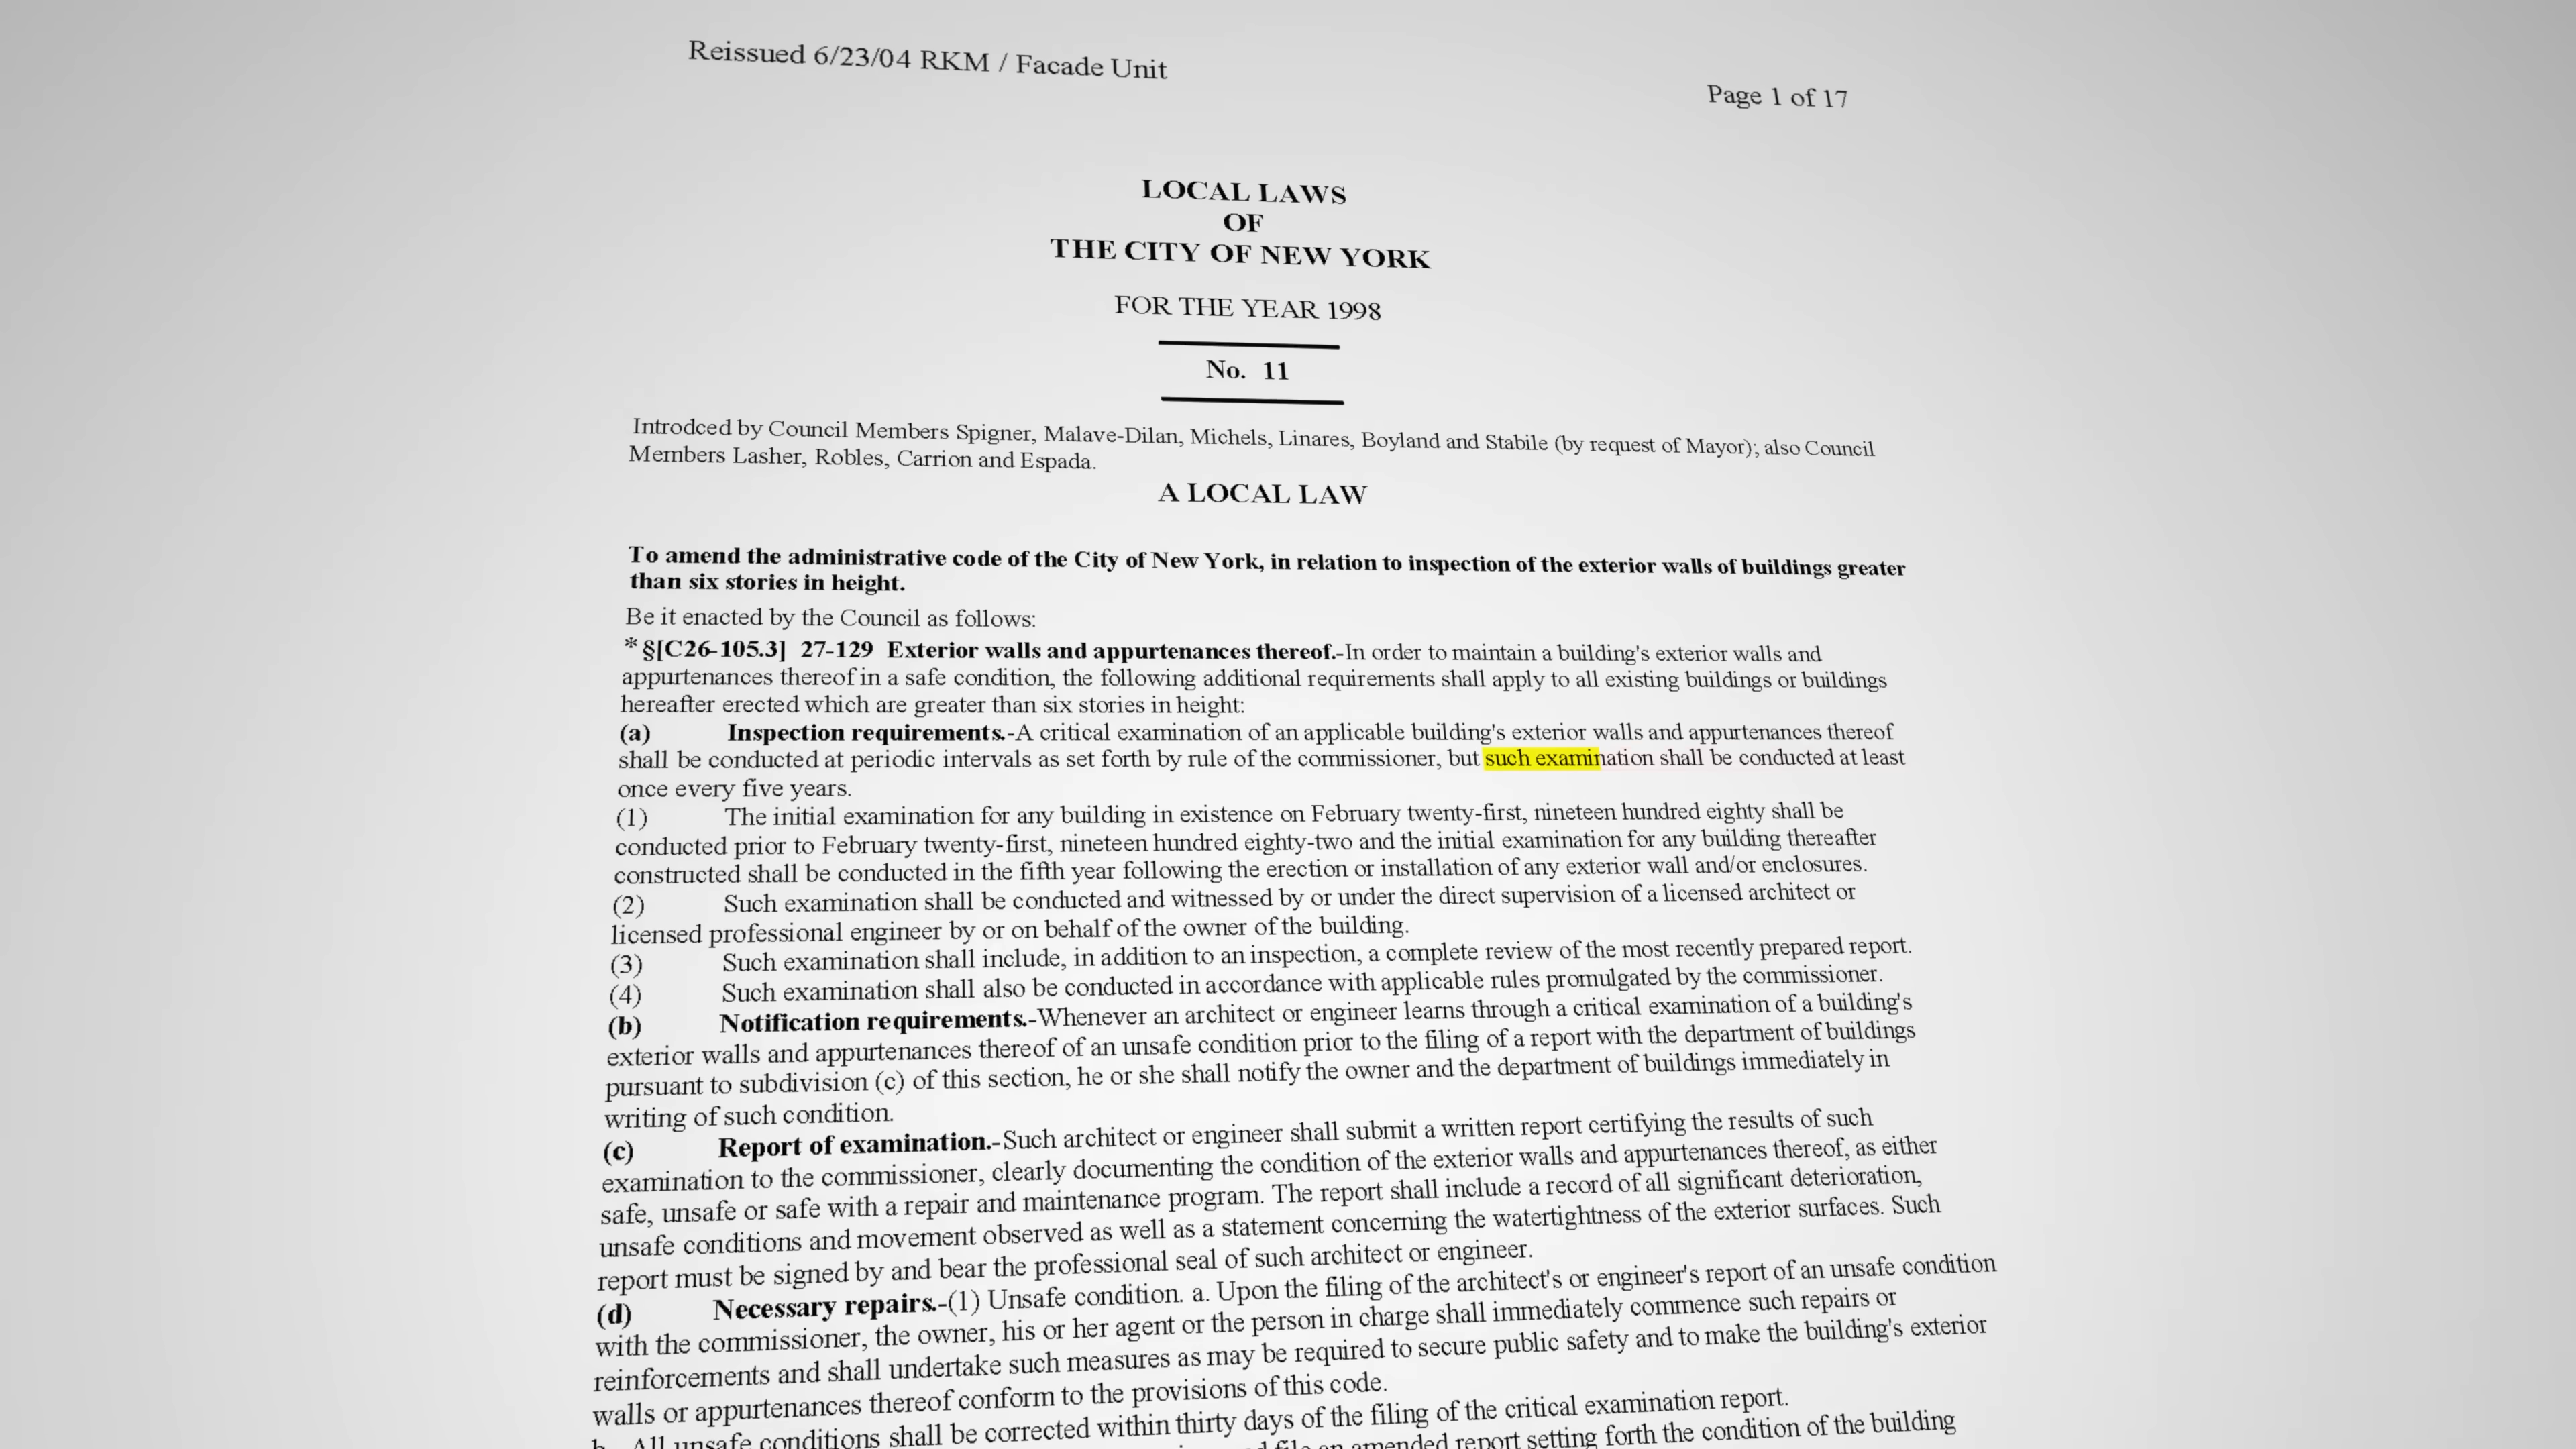 Reissued 6/23/04 RKM / Facade Unit
Page 1 of 17
LOCAL LAWS
OF
THE CITY OF NEW YORK
FOR THE YEAR 1998
No. 11
Introdced by Council Members Spigner, Malave-Dilan, Michels, Linares, Boyland and Stabile (by request of Mayor); also Council
Members Lasher, Robles, Carrion and Espada.
A LOCAL LAW
To amend the administrative code of the City of New York, in relation to inspection of the exterior walls of buildings greater
than six stories in height.
Be it enacted by the Council as follows:
*§[C26-105.3] 27-129 Exterior walls and appurtenances thereof.-In order to maintain a building's exterior walls and
appurtenances thereof in a safe condition, the following additional requirements shall apply to all existing buildings or buildings
hereafter erected which are greater than six stories in height:
(a) Inspection requirements.-A critical examination of an applicable building's exterior walls and appurtenances thereof
shall be conducted at periodic intervals as set forth by rule of the commissioner, but such examination shall be conducted at least
once every five years.
(1) The initial examination for any building in existence on February twenty-first, nineteen hundred eighty shall be
conducted prior to February twenty-first, nineteen hundred eighty-two and the initial examination for any building thereafter
constructed shall be conducted in the fifth year following the erection or installation of any exterior wall and/or enclosures.
(2) Such examination shall be conducted and witnessed by or under the direct supervision of a licensed architect or
licensed professional engineer by or on behalf of the owner of the building.
(3) Such examination shall include, in addition to an inspection, a complete review of the most recently prepared report.
(4) Such examination shall also be conducted in accordance with applicable rules promulgated by the commissioner.
(b) Notification requirements.-Whenever an architect or engineer learns through a critical examination of a building's
exterior walls and appurtenances thereof of an unsafe condition prior to the filing of a report with the department of buildings
pursuant to subdivision (c) of this section, he or she shall notify the owner and the department of buildings immediately in
writing of such condition.
(c) Report of examination.-Such architect or engineer shall submit a written report certifying the results of such
examination to the commissioner, clearly documenting the condition of the exterior walls and appurtenances thereof, as either
safe, unsafe or safe with a repair and maintenance program. The report shall include a record of all significant deterioration,
unsafe conditions and movement observed as well as a statement concerning the watertightness of the exterior surfaces. Such
report must be signed by and bear the professional seal of such architect or engineer.
(d) Necessary repairs.-(1) Unsafe condition. a. Upon the filing of the architect's or engineer's report of an unsafe condition
with the commissioner, the owner, his or her agent or the person in charge shall immediately commence such repairs or
reinforcements and shall undertake such measures as may be required to secure public safety and to make the building's exterior
walls or appurtenances thereof conform to the provisions of this code.
All unsafe conditions shall be corrected within thirty days of the filing of the critical examination report.
file an amended report setting forth the condition of the building